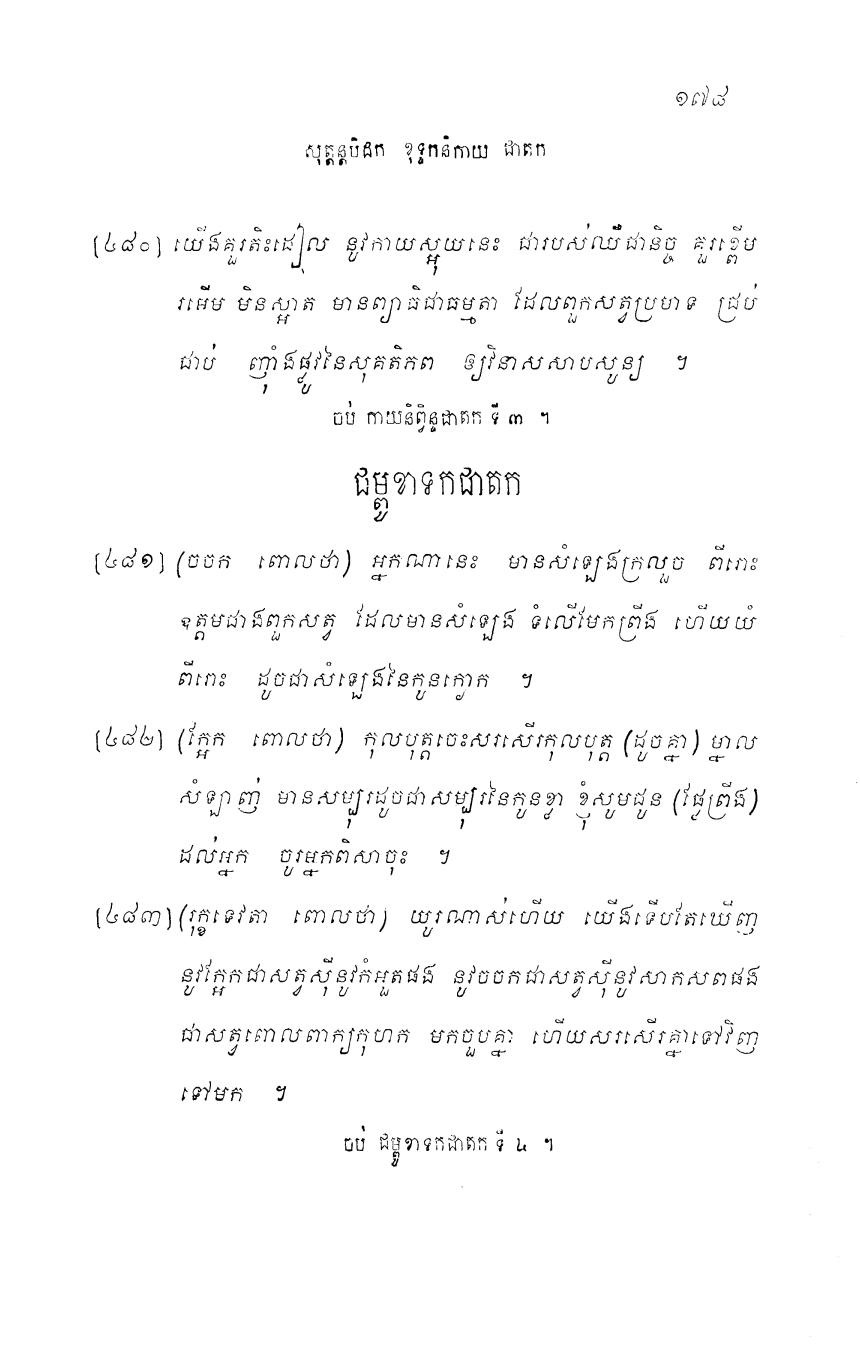 ១៧៨
សុត្តន្តបិដក ខុទ្ទកនិកាយ ជាតក
[៤៨០] យើងគួរតិះដៀល នូវកាយស្អុយនេះ ជារបស់ឈឺជានិច្ច គួរខ្ពើម
រអើម មិនស្អាត មានព្យាធិជាធម្មតា ដែលពួកសត្វប្រមាទ ជ្រប់
ជាប់ ញ៉ាំងផ្លូវនៃសុគតិភព ឲ្យវិនាសសាបសូន្យ ។
ចប់ កាយនិព្វិន្ទជាតក ទី ៣ ។
ជម្ពូខាទកជាតក
[៤៨១] (ចចក ពោលថា) អ្នកណានេះ មានសំឡេងក្រលួច ពីរោះ
ឧត្តមជាងពួកសត្វ ដែលមានសំឡេង ទំលើមែកព្រីង ហើយយំ
ពីរោះ ដូចជាសំឡេងនៃកូនក្ងោក ។
[៤៨២] (ក្អែក ពោលថា) កុលបុត្តចេះសរសើរកុលបុត្ត (ដូចគ្នា) ម្នាល
សំឡាញ់ មានសម្បុរដូចជាសម្បុរនៃកូនខ្លា ខ្ញុំសូមជូន (ផ្លែព្រីង)
ដល់អ្នក ចូរអ្នកពិសាចុះ ។
[៤៨៣] (រុក្ខទេវតា ពោលថា) យូរណាស់ហើយ យើងទើបតែឃើញ
នូវក្អែកជាសត្វស៊ីនូវកំអួតផង នូវចចកជាសត្វស៊ីនូវសាកសពផង
ជាសត្វពោលពាក្យកុហក មកចួបគ្នា ហើយសរសើរគ្នាទៅវិញ
ទៅមក ។
ចប់ ជម្ពូខាទកជាតក ទី ៤ ។